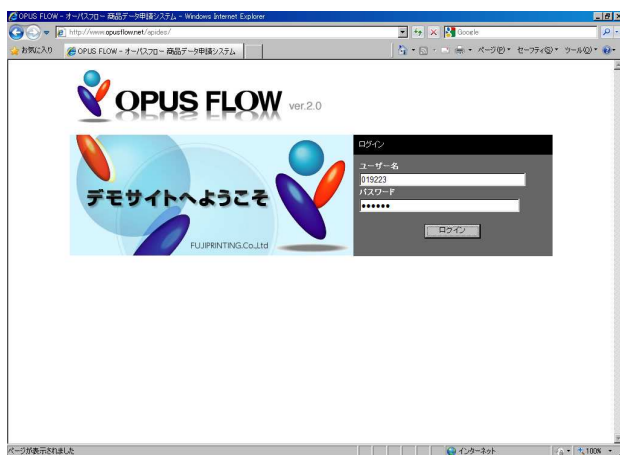 OPUS FLOW - オーパスフロー 商品データ申請システム - Windows Internet Explorer
http://www.opusflow.net/apides/
Google
お気に入り
OPUS FLOW - オーパスフロー 商品データ申請システム
ページ(P)
セーフティ(S)
ツール(O)
OPUS FLOW ver.2.0
デモサイトへようこそ
FUJIPRINTING.Co.,Ltd
ログイン
ユーザー名
019223
パスワード
••••••
ログイン
ページが表示されました
インターネット
100%